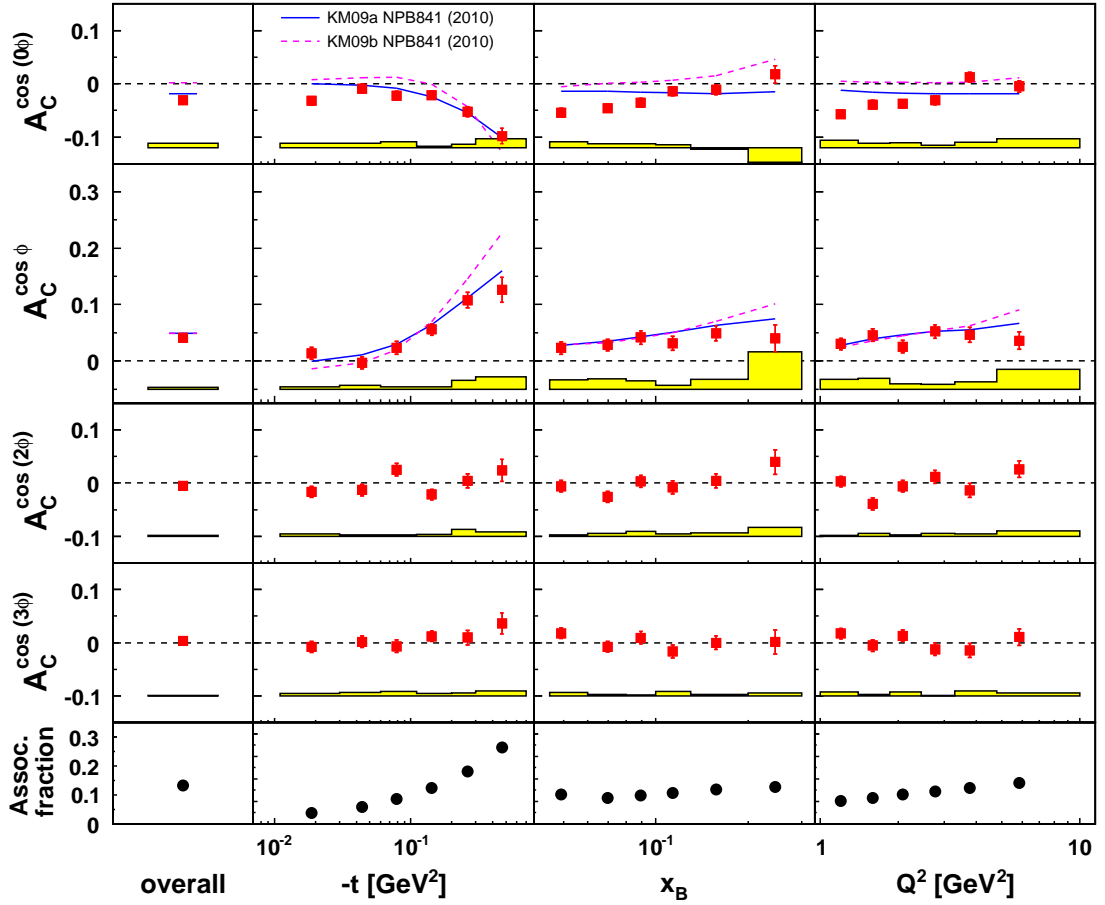 KM09a NPB841 (2010)
KM09b NPB841 (2010)
A_C^cos (0ϕ)
0.1
0
-0.1
A_C^cos ϕ
0.3
0.2
0.1
0
A_C^cos (2ϕ)
0.1
0
-0.1
A_C^cos (3ϕ)
0.1
0
-0.1
Assoc. fraction
0.3
0.2
0.1
0
10^-2 10^-1 10^-1 1 10
overall -t [GeV^2] x_B Q^2 [GeV^2]